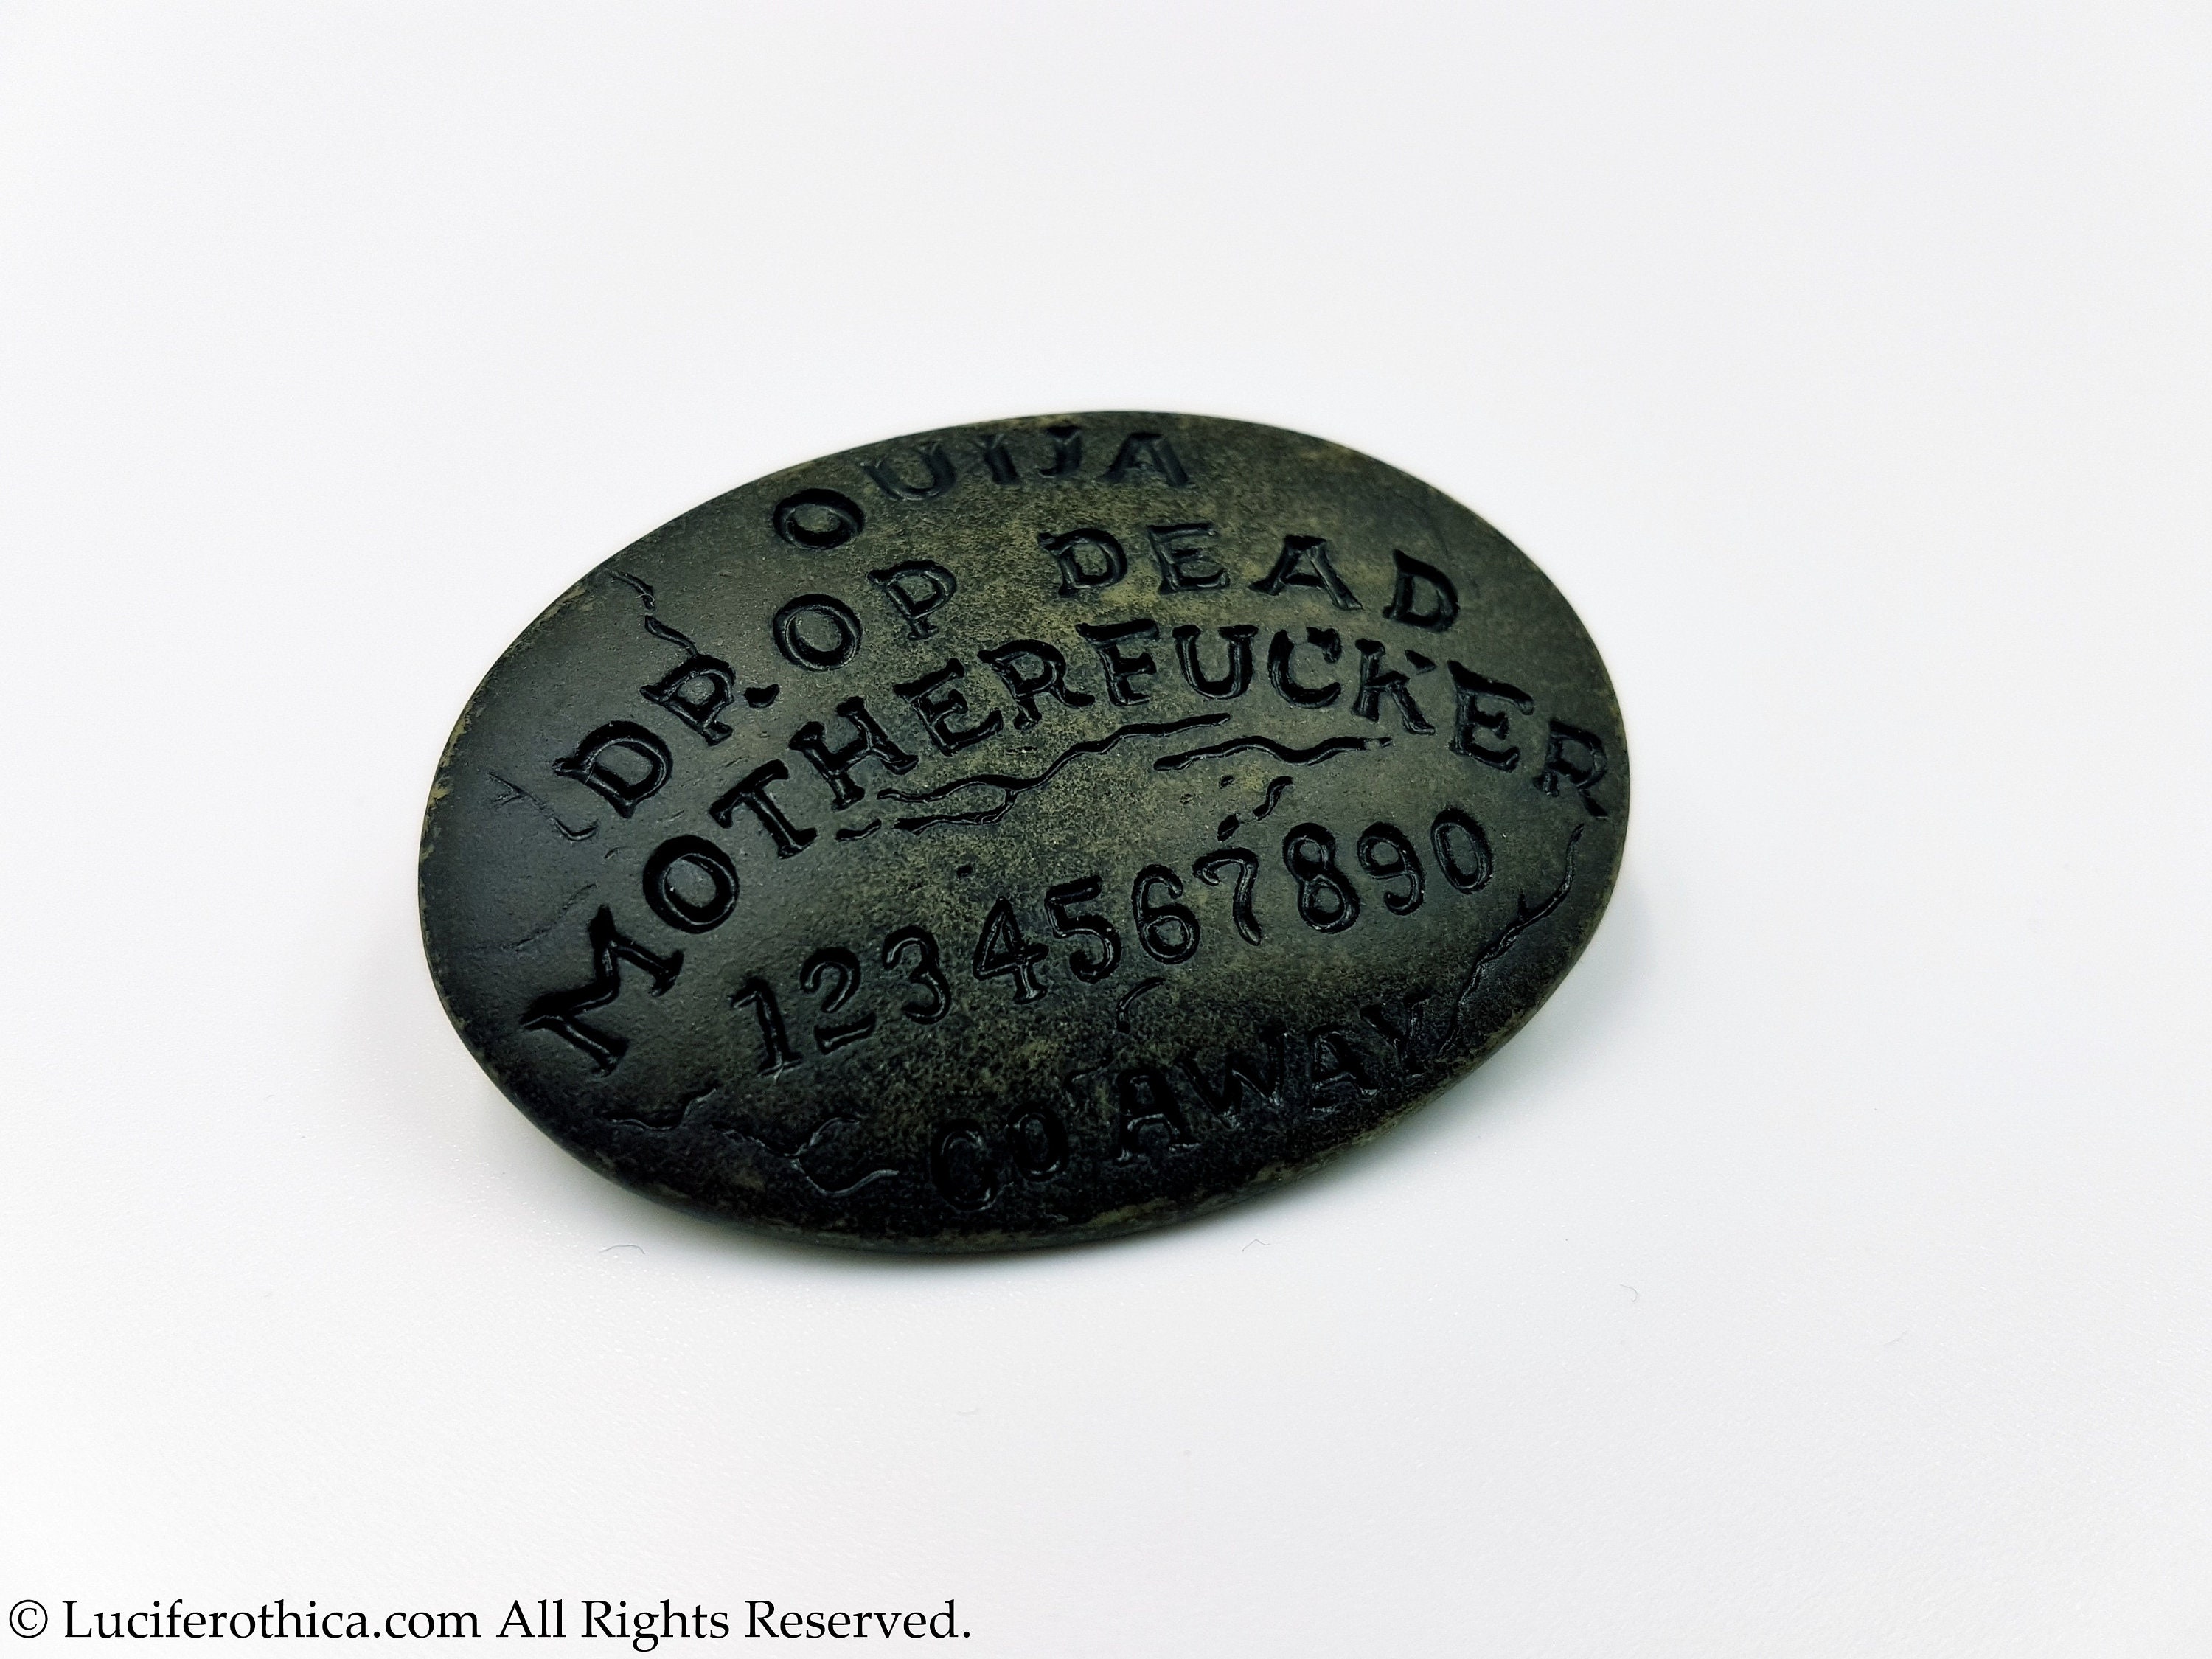 OUIJA
DROP DEAD
MOTHERFUCKER
1234567890
GO AWAY
© Luciferothica.com All Rights Reserved.